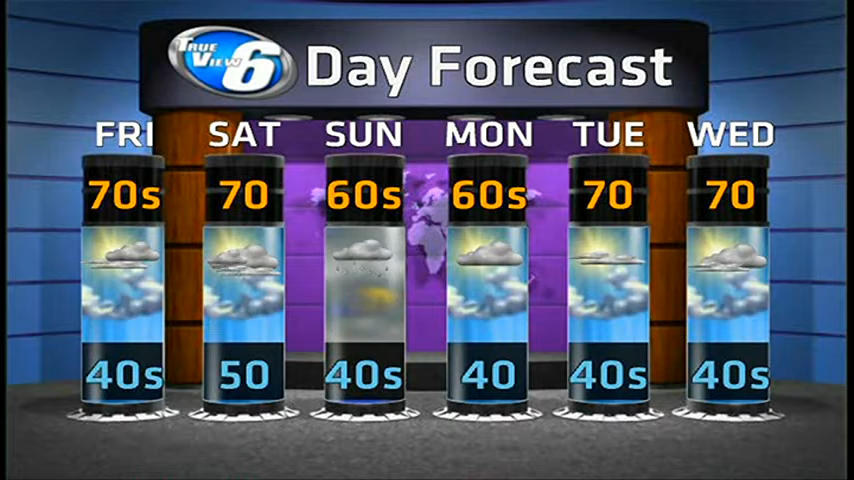 TRUE VIEW 6 Day Forecast
FRI SAT SUN MON TUE WED
70s 70 60s 60s 70 70
40s 50 40s 40 40s 40s